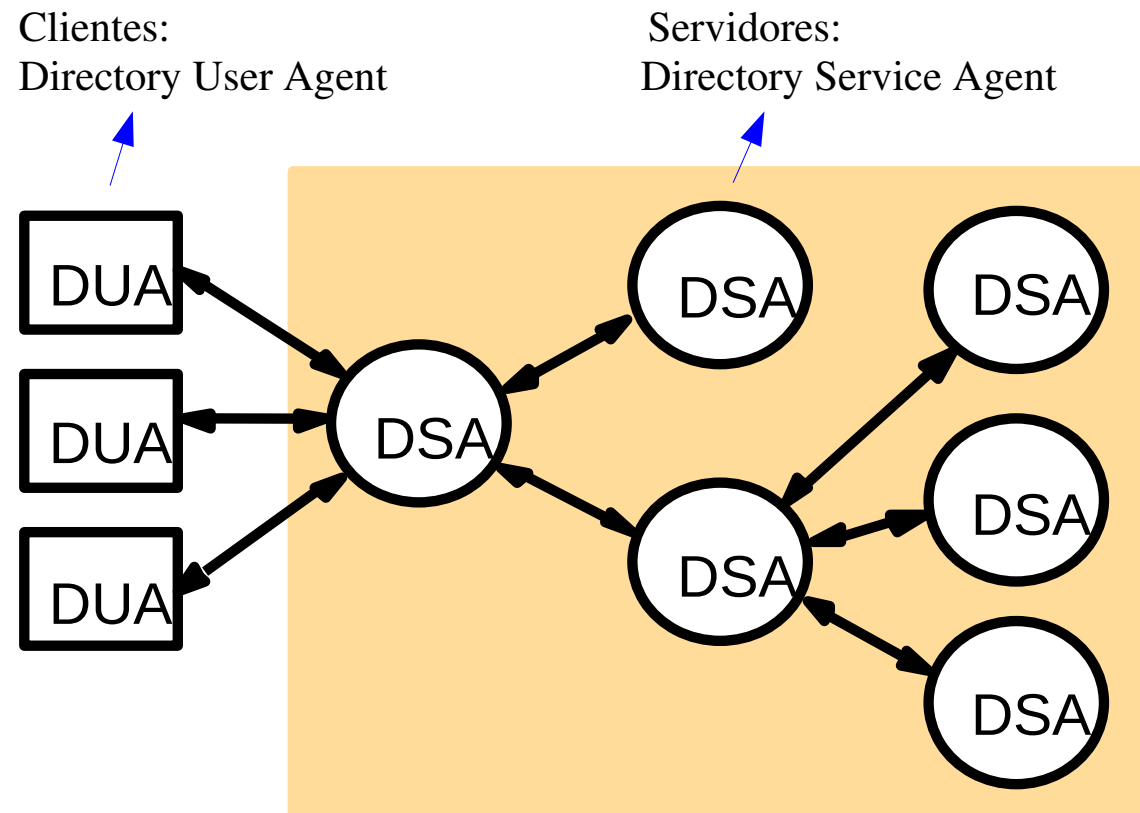 Clientes:
Directory User Agent
Servidores:
Directory Service Agent
DUA
DUA
DUA
DSA
DSA
DSA
DSA
DSA
DSA